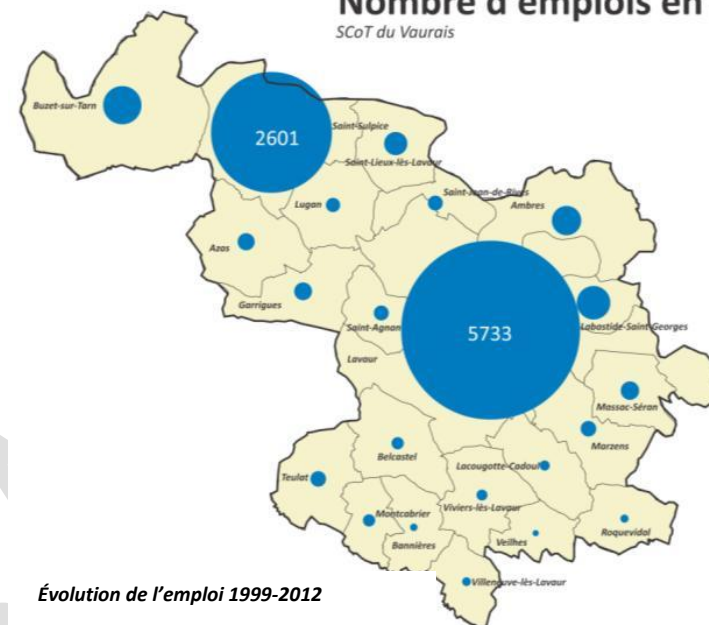 Nombre d'emplois en
SCoT du Vaurais
Buzet-sur-Tarn
2601
Saint-Sulpice
Saint-Lieux-lès-Lavaur
Lugan
Saint-Jean-de-Rives
Ambres
Azas
Garrigues
Saint-Agnan
5733
Labastide-Saint-Georges
Lavaur
Massac-Séran
Marzens
Belcastel
Lacougotte-Cadoul
Teulat
Viviers-lès-Lavaur
Montcabrier
Roquevidal
Bannières
Veilhes
Villeneuve-lès-Lavaur
Évolution de l'emploi 1999-2012